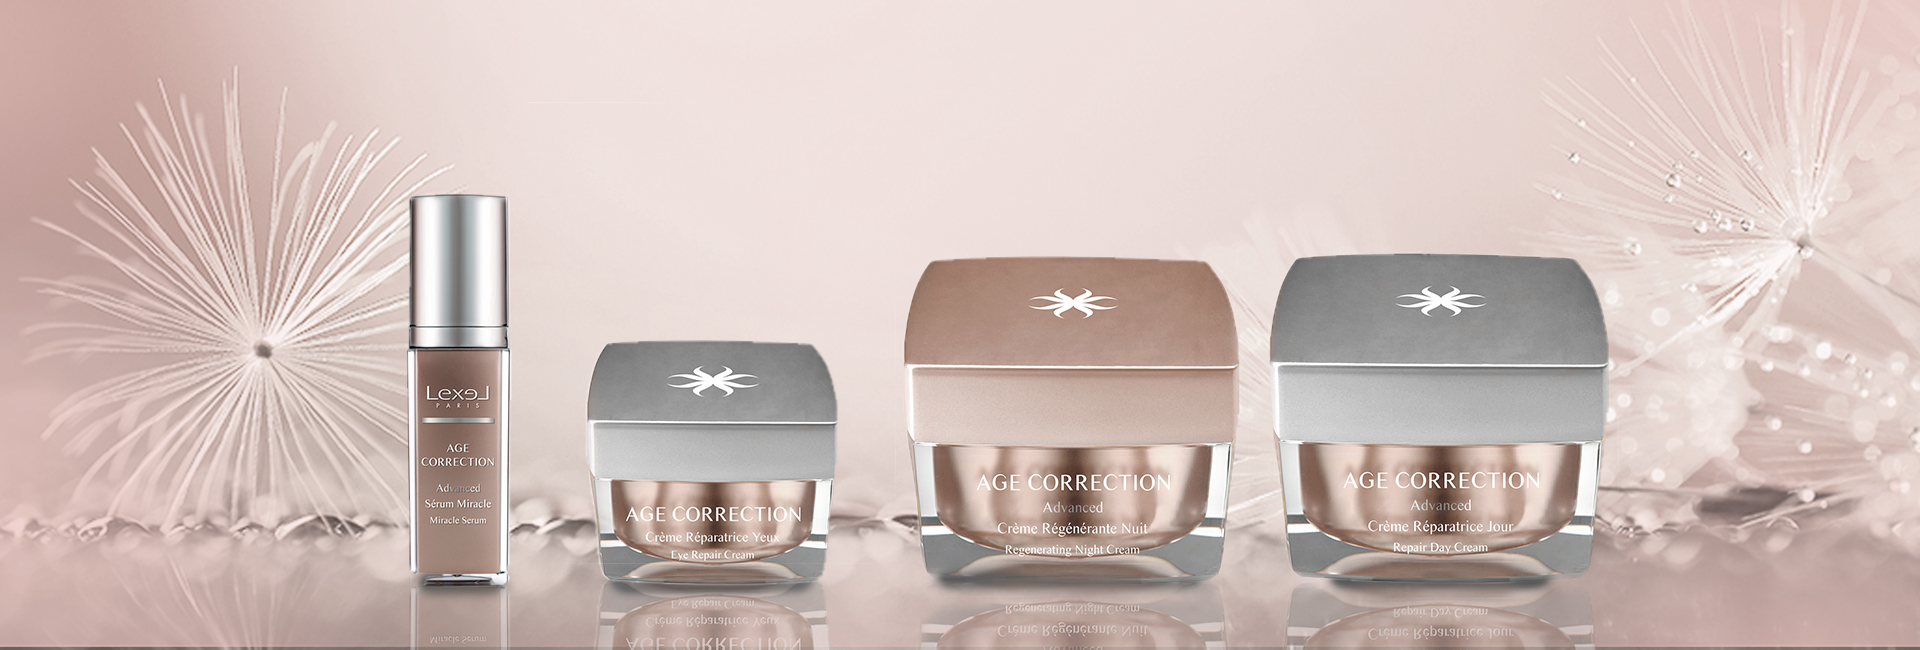 Lexel
PARIS
AGE
CORRECTION
Advanced
Sérum Miracle
Miracle Serum
AGE CORRECTION
Crème Réparatrice Yeux
Eye Repair Cream
AGE CORRECTION
Advanced
Crème Régénérante Nuit
Regenerating Night Cream
AGE CORRECTION
Advanced
Crème Réparatrice Jour
Repair Day Cream